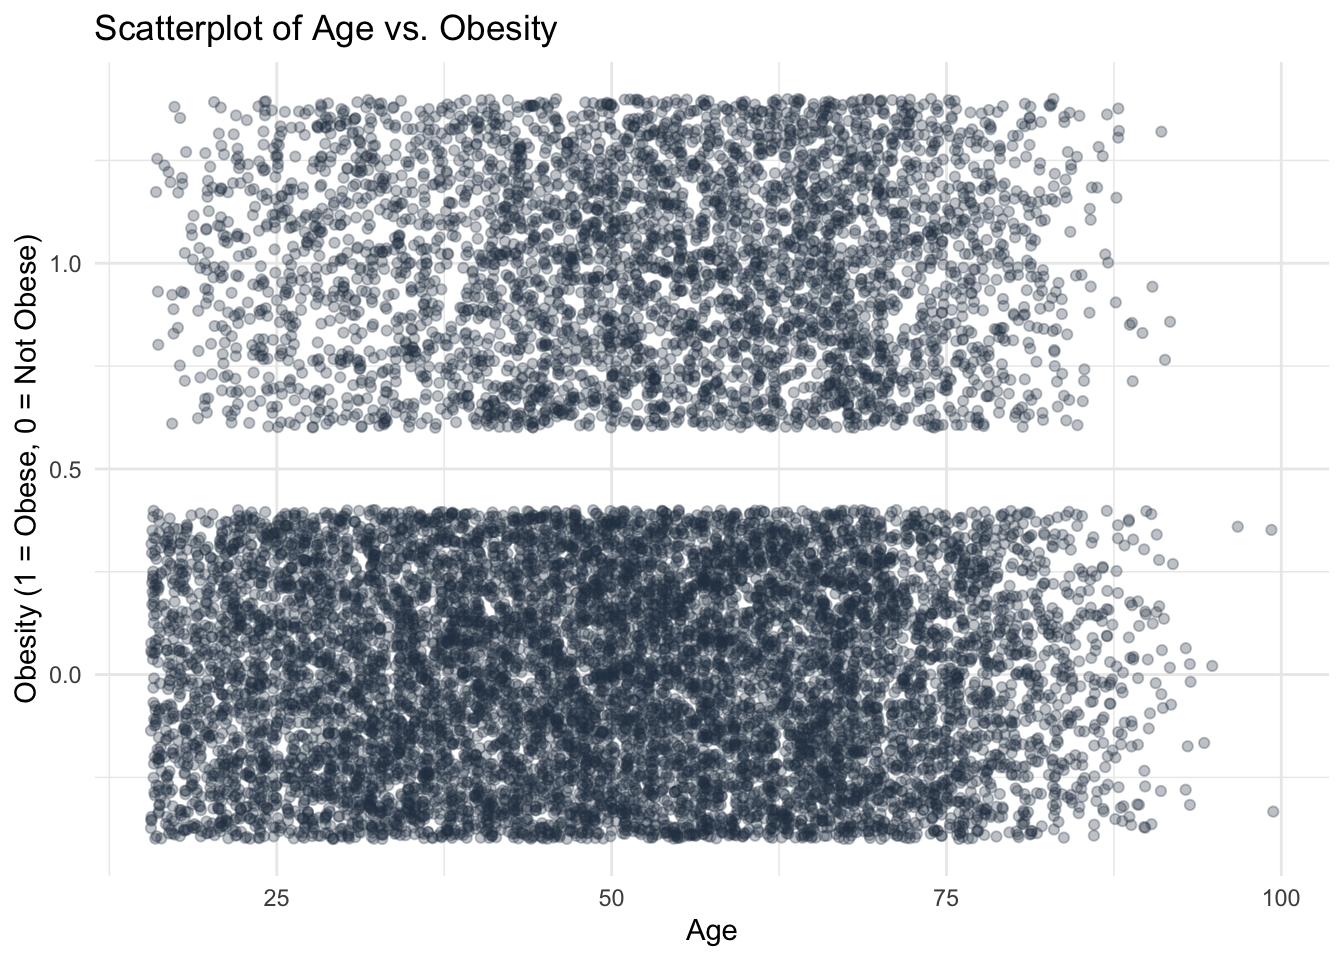 Scatterplot of Age vs. Obesity
Obesity (1 = Obese, 0 = Not Obese)
1.0
0.5
0.0
25 50 75 100
Age